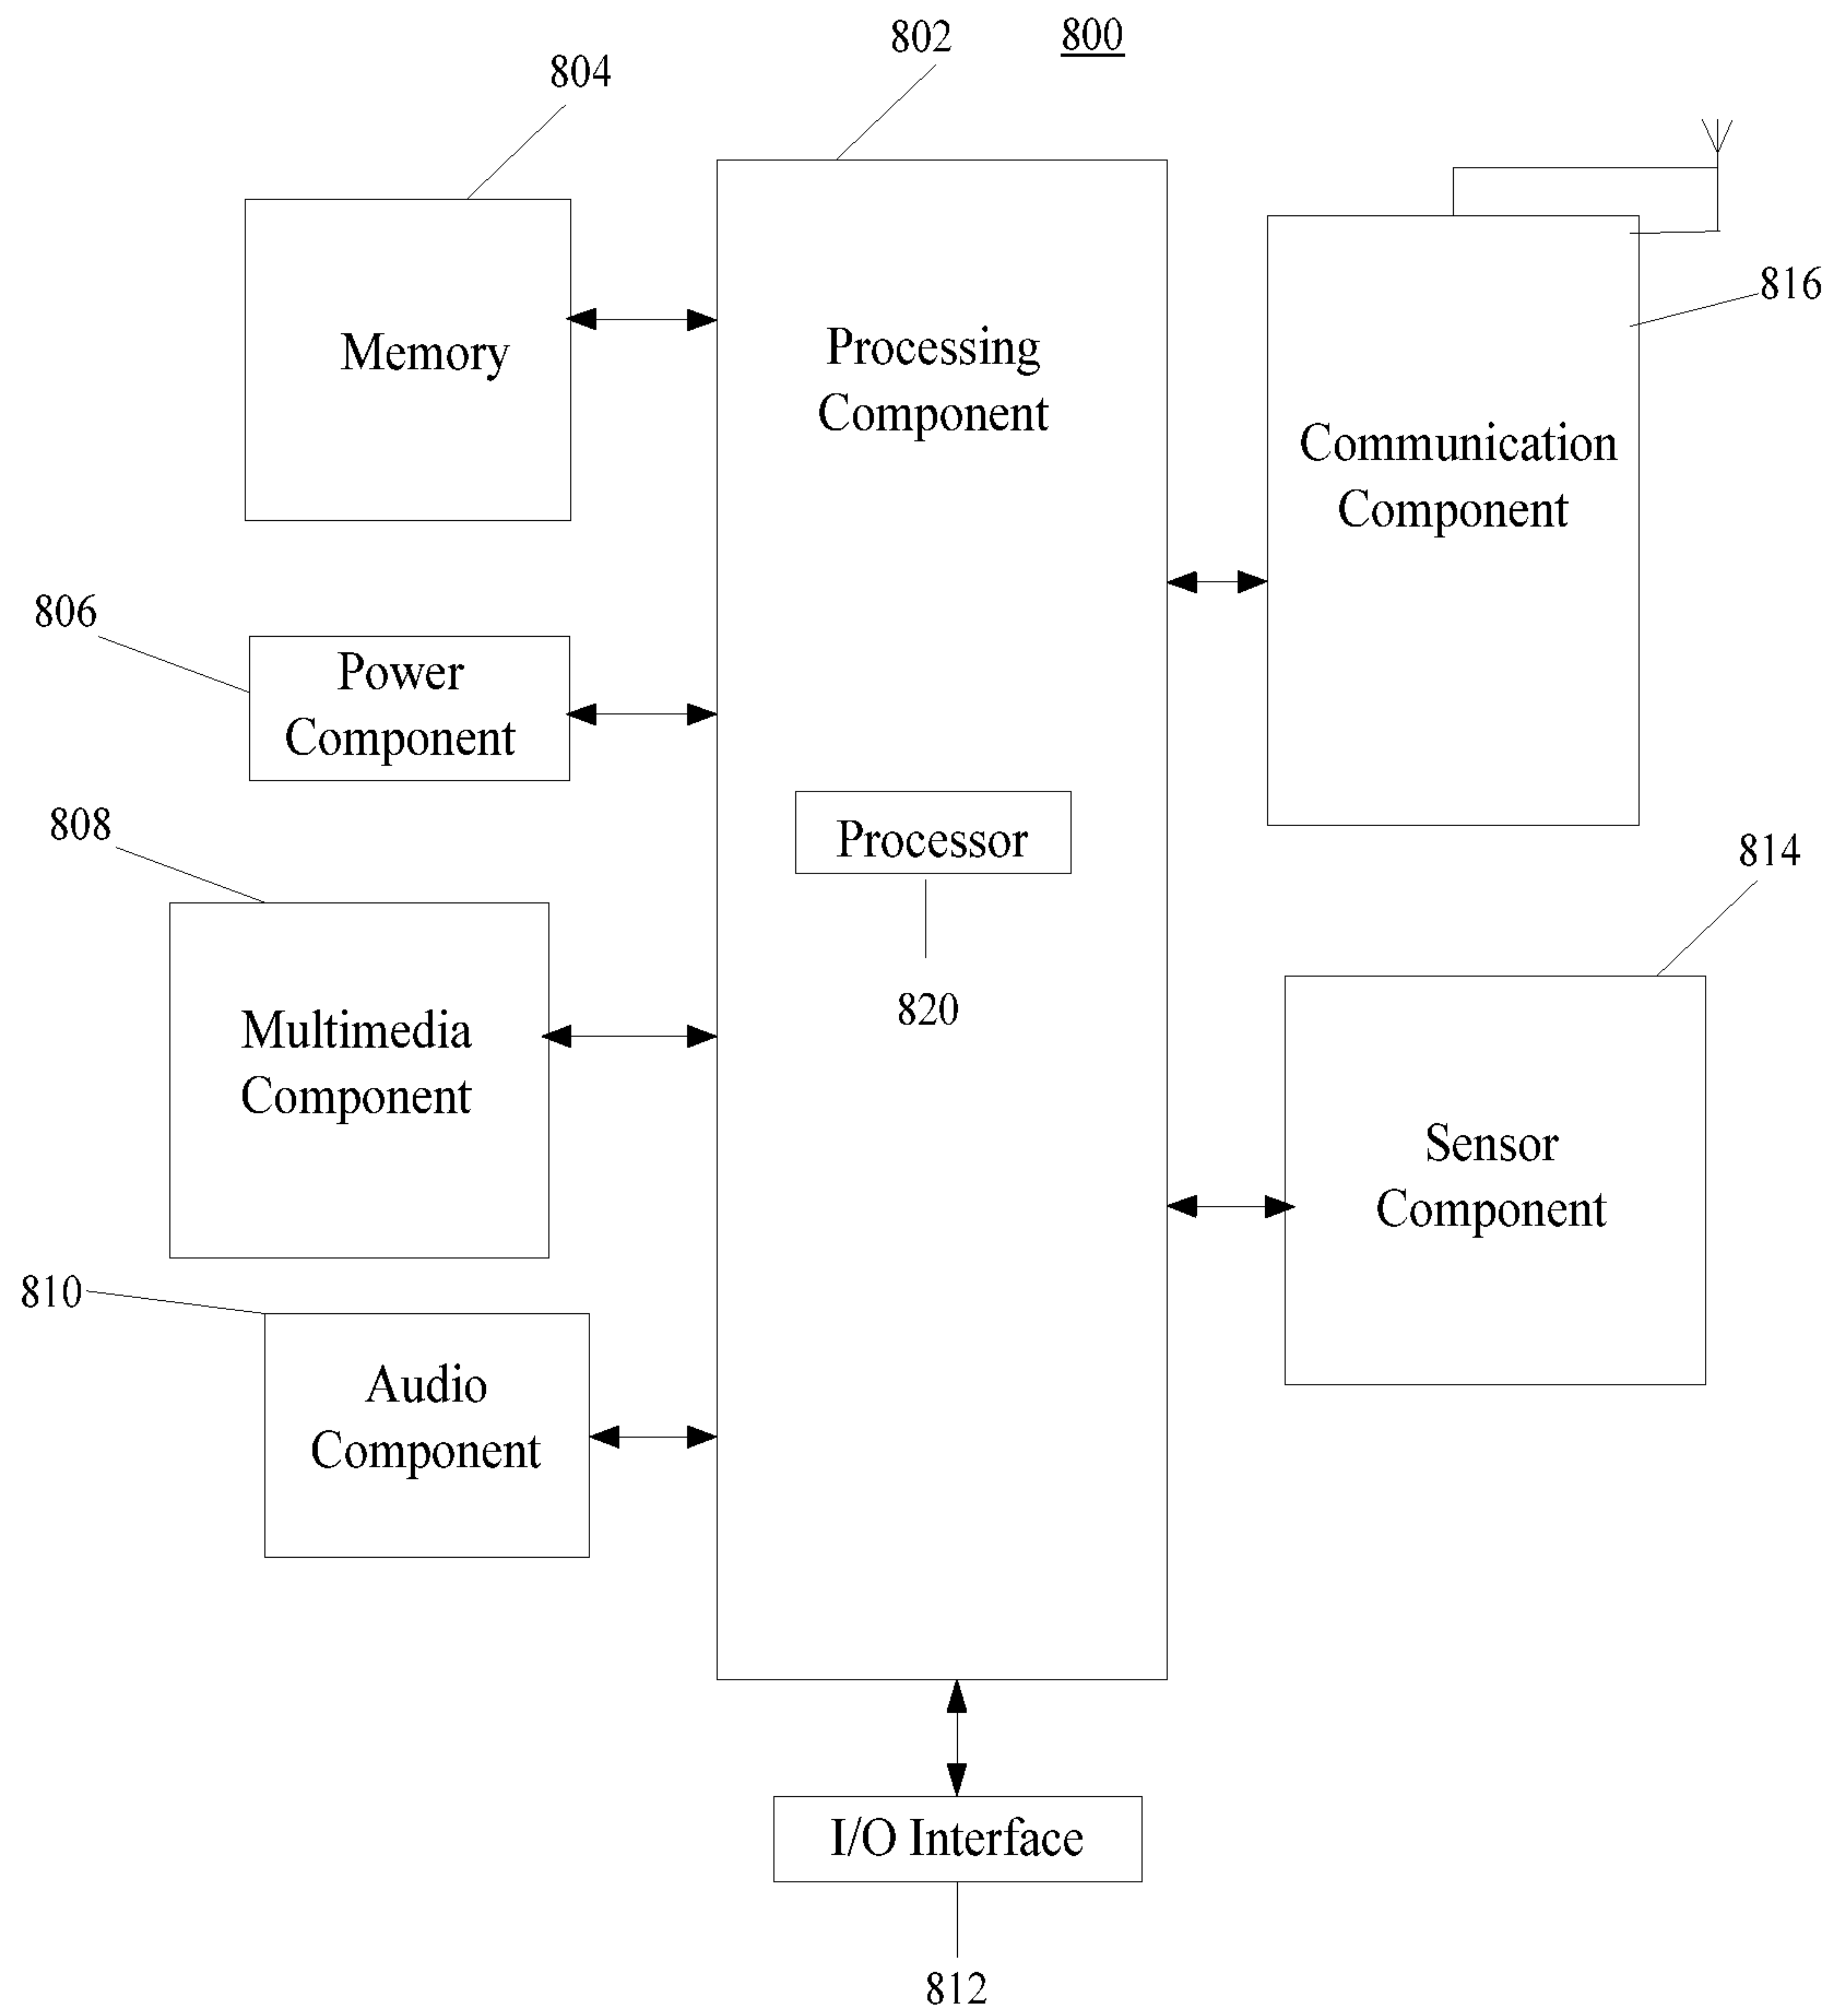 802
800
804
Memory
Processing
Component
816
Communication
Component
806
Power
Component
808
Processor
814
820
Multimedia
Component
Sensor
Component
810
Audio
Component
I/O Interface
812